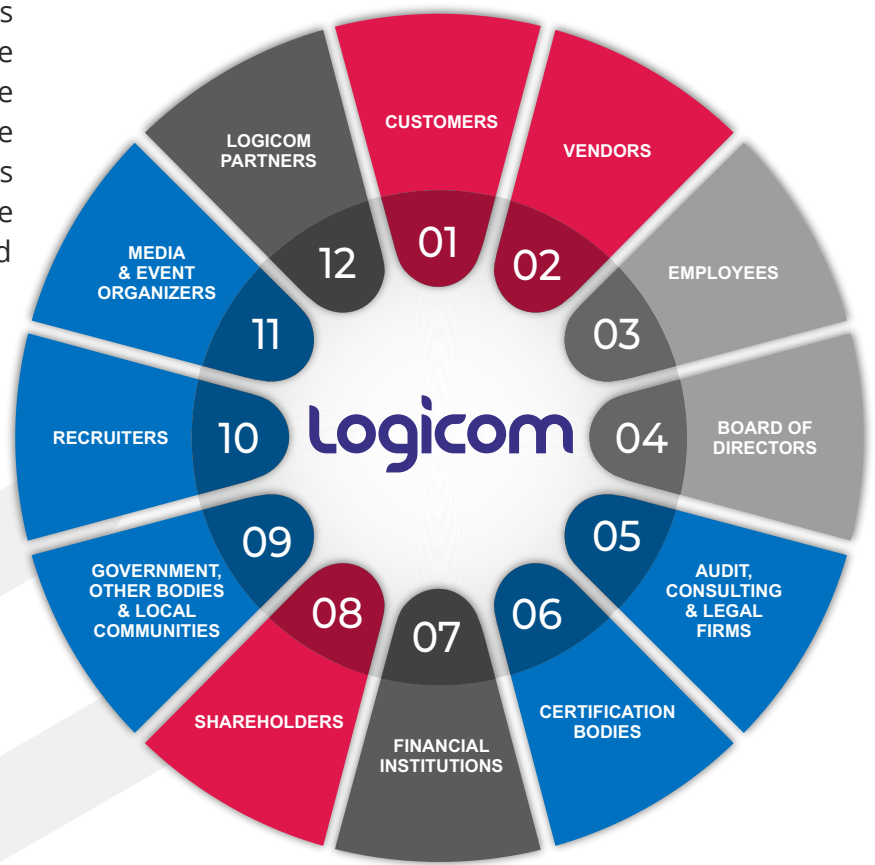 s
e
e
e
s
e
d
CUSTOMERS
01
VENDORS
02
EMPLOYEES
03
BOARD OF
DIRECTORS
04
AUDIT,
CONSULTING
& LEGAL
FIRMS
05
CERTIFICATION
BODIES
06
FINANCIAL
INSTITUTIONS
07
SHAREHOLDERS
08
GOVERNMENT,
OTHER BODIES
& LOCAL
COMMUNITIES
09
RECRUITERS
10
MEDIA
& EVENT
ORGANIZERS
11
LOGICOM
PARTNERS
12
Logicom